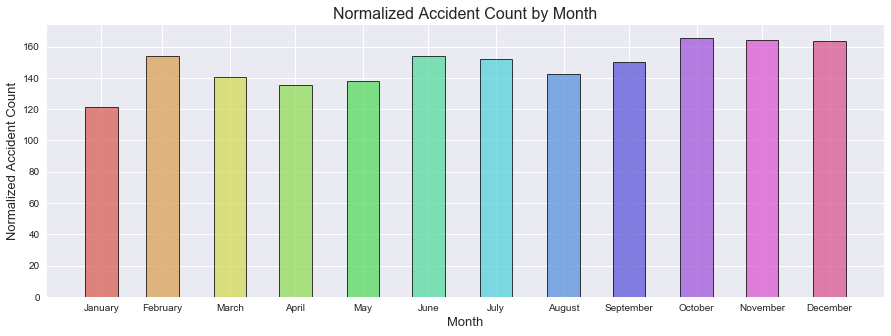 Normalized Accident Count by Month
Normalized Accident Count
160
140
120
100
80
60
40
20
0
January February March April May June July August September October November December
Month